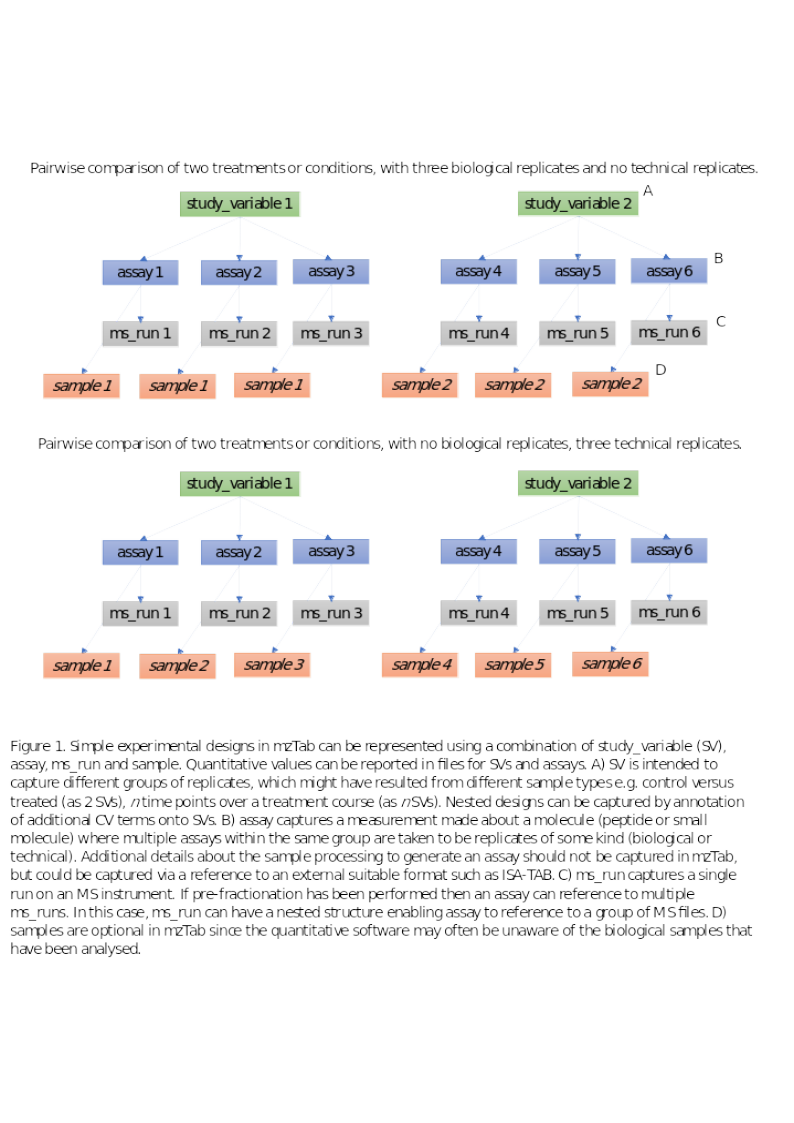 Pairwise comparison of two treatments or conditions, with three biological replicates and no technical replicates.
study_variable 1
study_variable 2
A
assay 1
assay 2
assay 3
assay 4
assay 5
assay 6
B
ms_run 1
ms_run 2
ms_run 3
ms_run 4
ms_run 5
ms_run 6
C
sample 1
sample 1
sample 1
sample 2
sample 2
sample 2
D
Pairwise comparison of two treatments or conditions, with no biological replicates, three technical replicates.
study_variable 1
study_variable 2
assay 1
assay 2
assay 3
assay 4
assay 5
assay 6
ms_run 1
ms_run 2
ms_run 3
ms_run 4
ms_run 5
ms_run 6
sample 1
sample 2
sample 3
sample 4
sample 5
sample 6
Figure 1. Simple experimental designs in mzTab can be represented using a combination of study_variable (SV),
assay, ms_run and sample. Quantitative values can be reported in files for SVs and assays. A) SV is intended to
capture different groups of replicates, which might have resulted from different sample types e.g. control versus
treated (as 2 SVs), n time points over a treatment course (as n SVs). Nested designs can be captured by annotation
of additional CV terms onto SVs. B) assay captures a measurement made about a molecule (peptide or small
molecule) where multiple assays within the same group are taken to be replicates of some kind (biological or
technical). Additional details about the sample processing to generate an assay should not be captured in mzTab,
but could be captured via a reference to an external suitable format such as ISA-TAB. C) ms_run captures a single
run on an MS instrument. If pre-fractionation has been performed then an assay can reference to multiple
ms_runs. In this case, ms_run can have a nested structure enabling assay to reference to a group of MS files. D)
samples are optional in mzTab since the quantitative software may often be unaware of the biological samples that
have been analysed.